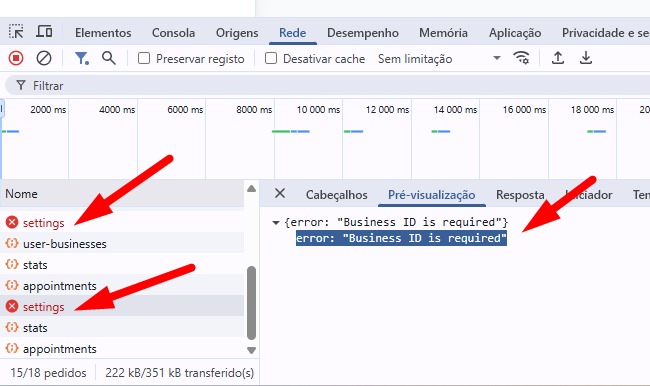 Elementos Consola Origens Rede Desempenho Memória Aplicação Privacidade e se
Preservar registo Desativar cache Sem limitação
Filtrar
2000 ms 4000 ms 6000 ms 8000 ms 10 000 ms 12 000 ms 14 000 ms 16 000 ms 18 000 ms 20
Nome
settings
user-businesses
stats
appointments
settings
stats
appointments
15/18 pedidos 222 kB/351 kB transferido(s)
Cabeçalhos Pré-visualização Resposta Iniciador Ten
{error: "Business ID is required"}
error: "Business ID is required"